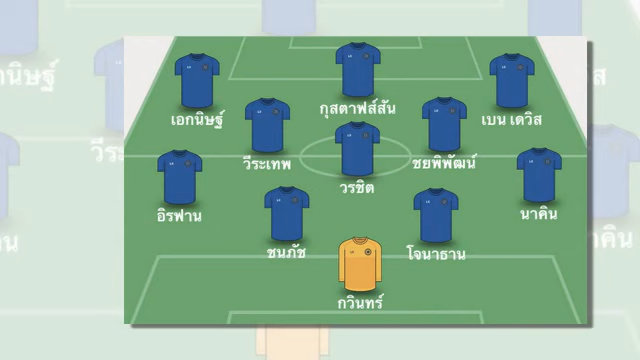 เอกนิษฐ์
กุสตาฟส์สัน
เบน เดวิส
วีระเทพ
วรชิต
ชยพิพัฒน์
อิรฟาน
นาคิน
ชนภัช
โจนาธาน
กวินทร์